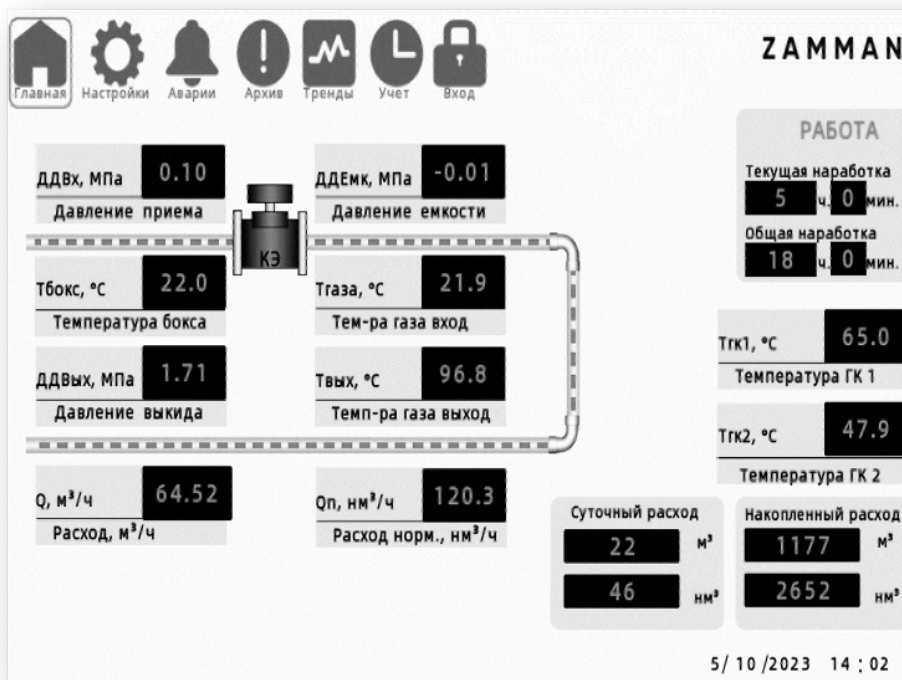 ZAMMAN
Главная Настройки Аварии Архив Тренды Учет Вход
РАБОТА
Текущая наработка
5 ч. 0 мин.
Общая наработка
18 ч. 0 мин.
ДДВх, МПа 0.10
Давление приема
ДДЕмк, МПа -0.01
Давление емкости
КЭ
Тбокс, °С 22.0
Температура бокса
Тгаза, °С 21.9
Тем-ра газа вход
ДДВых, МПа 1.71
Давление выкида
Твых, °С 96.8
Темп-ра газа выход
Тгк1, °С 65.0
Температура ГК 1
Тгк2, °С 47.9
Температура ГК 2
Q, м³/ч 64.52
Расход, м³/ч
Qn, нм³/ч 120.3
Расход норм., нм³/ч
Суточный расход
22 м³
46 нм³
Накопленный расход
1177 м³
2652 нм³
5/ 10 /2023 14 : 02